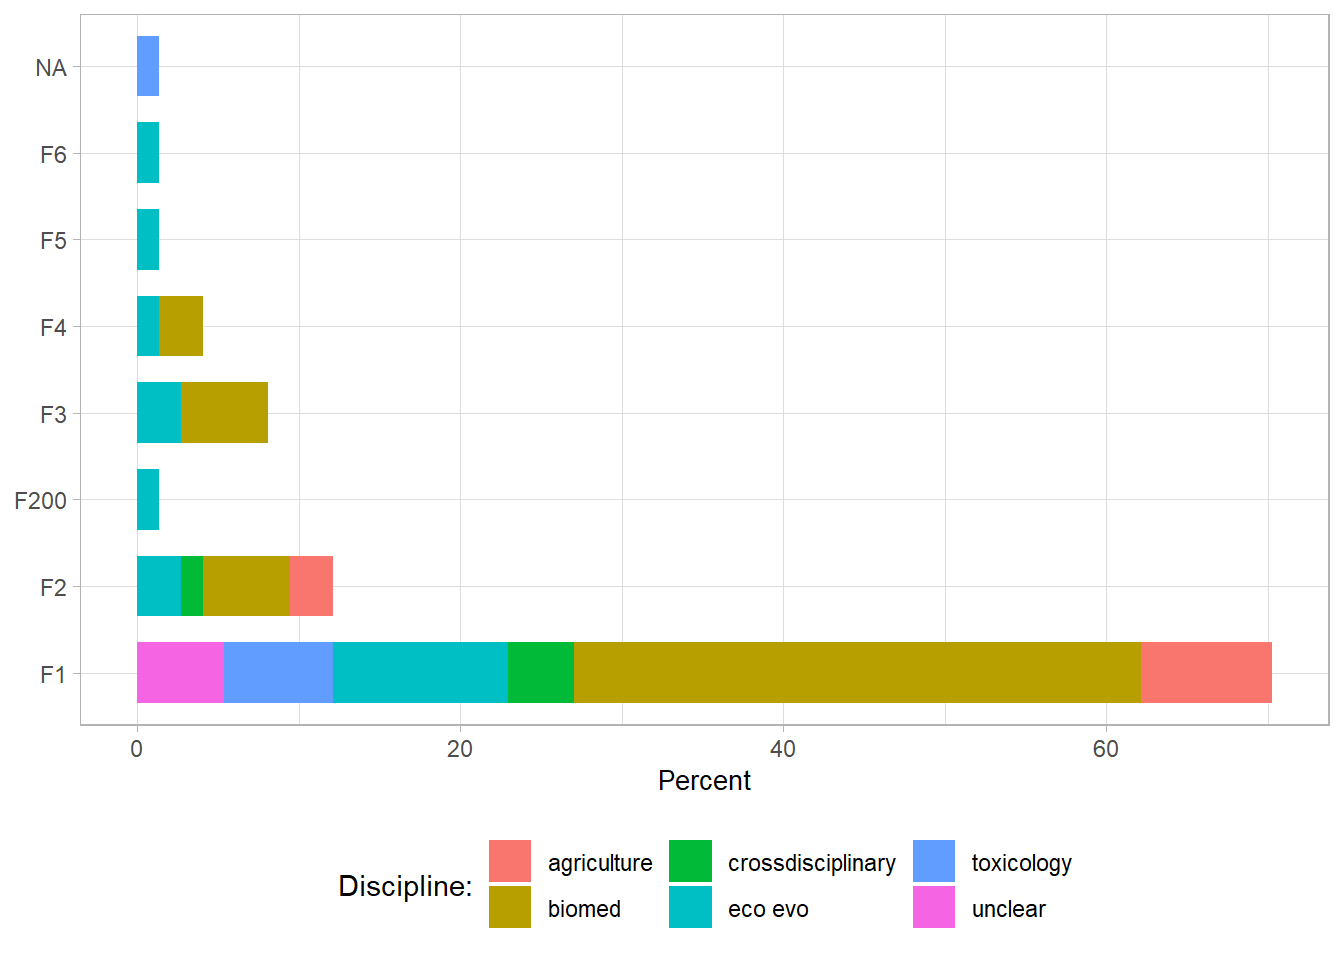 NA
F6
F5
F4
F3
F200
F2
F1
0 20 40 60
Percent
Discipline:
agriculture crossdisciplinary toxicology
biomed eco evo unclear